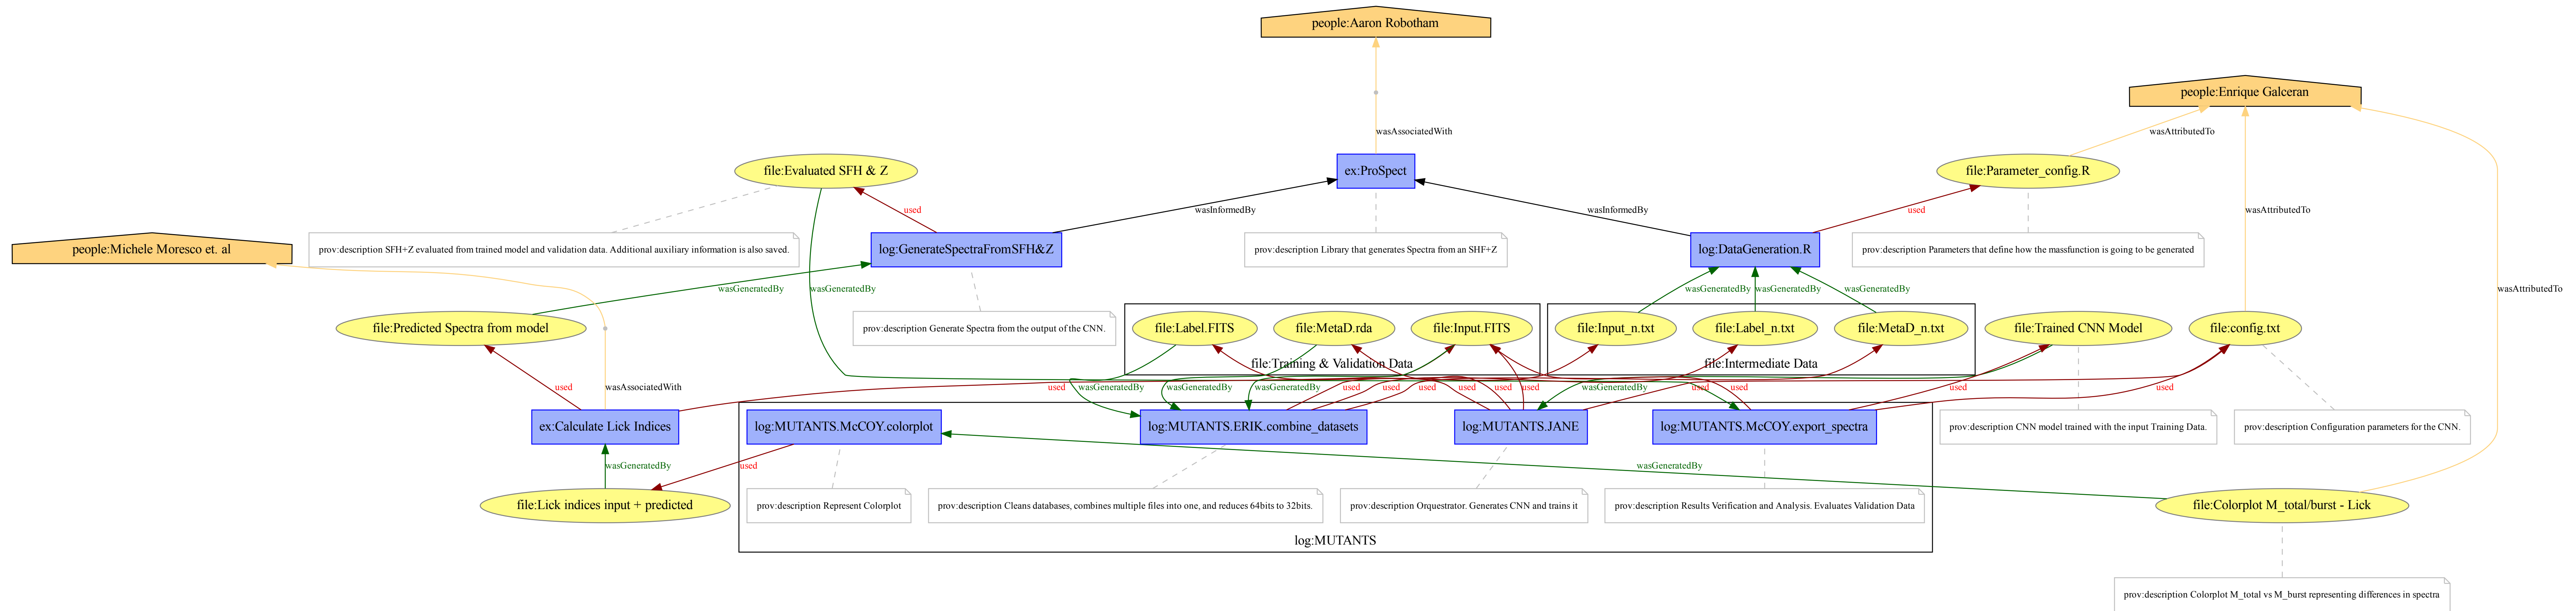 people:Aaron Robotham
people:Enrique Galceran
wasAssociatedWith
wasAttributedTo
file:Evaluated SFH & Z
ex:ProSpect
file:Parameter_config.R
used
wasInformedBy
wasInformedBy
used
wasAttributedTo
people:Michele Moresco et. al
prov:description SFH+Z evaluated from trained model and validation data. Additional auxiliary information is also saved.
log:GenerateSpectraFromSFH&Z
prov:description Library that generates Spectra from an SHF+Z
log:DataGeneration.R
prov:description Parameters that define how the massfunction is going to be generated
wasGeneratedBy
wasGeneratedBy
wasGeneratedBy
wasGeneratedBy
wasGeneratedBy
wasAttributedTo
file:Predicted Spectra from model
prov:description Generate Spectra from the output of the CNN.
file:Label.FITS
file:MetaD.rda
file:Input.FITS
file:Input_n.txt
file:Label_n.txt
file:MetaD_n.txt
file:Trained CNN Model
file:config.txt
file:Training & Validation Data
file:Intermediate Data
used
wasAssociatedWith
used
wasGeneratedBy
wasGeneratedBy
wasGeneratedBy
used
used
used
used
used
used
wasGeneratedBy
used
used
used
used
ex:Calculate Lick Indices
log:MUTANTS.McCOY.colorplot
log:MUTANTS.ERIK.combine_datasets
log:MUTANTS.JANE
log:MUTANTS.McCOY.export_spectra
prov:description CNN model trained with the input Training Data.
prov:description Configuration parameters for the CNN.
wasGeneratedBy
used
wasGeneratedBy
file:Lick indices input + predicted
prov:description Represent Colorplot
prov:description Cleans databases, combines multiple files into one, and reduces 64bits to 32bits.
prov:description Orquestrator. Generates CNN and trains it
prov:description Results Verification and Analysis. Evaluates Validation Data
file:Colorplot M_total/burst - Lick
log:MUTANTS
prov:description Colorplot M_total vs M_burst representing differences in spectra